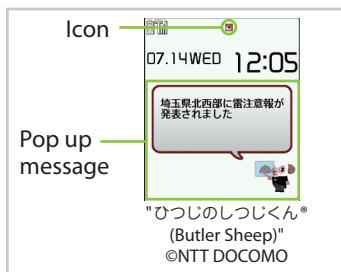 Icon
07.14WED 12:05
埼玉県北西部に雷注意報が
発表されました
Pop up
message
"ひつじのしつじくん®
(Butler Sheep)"
©NTT DOCOMO